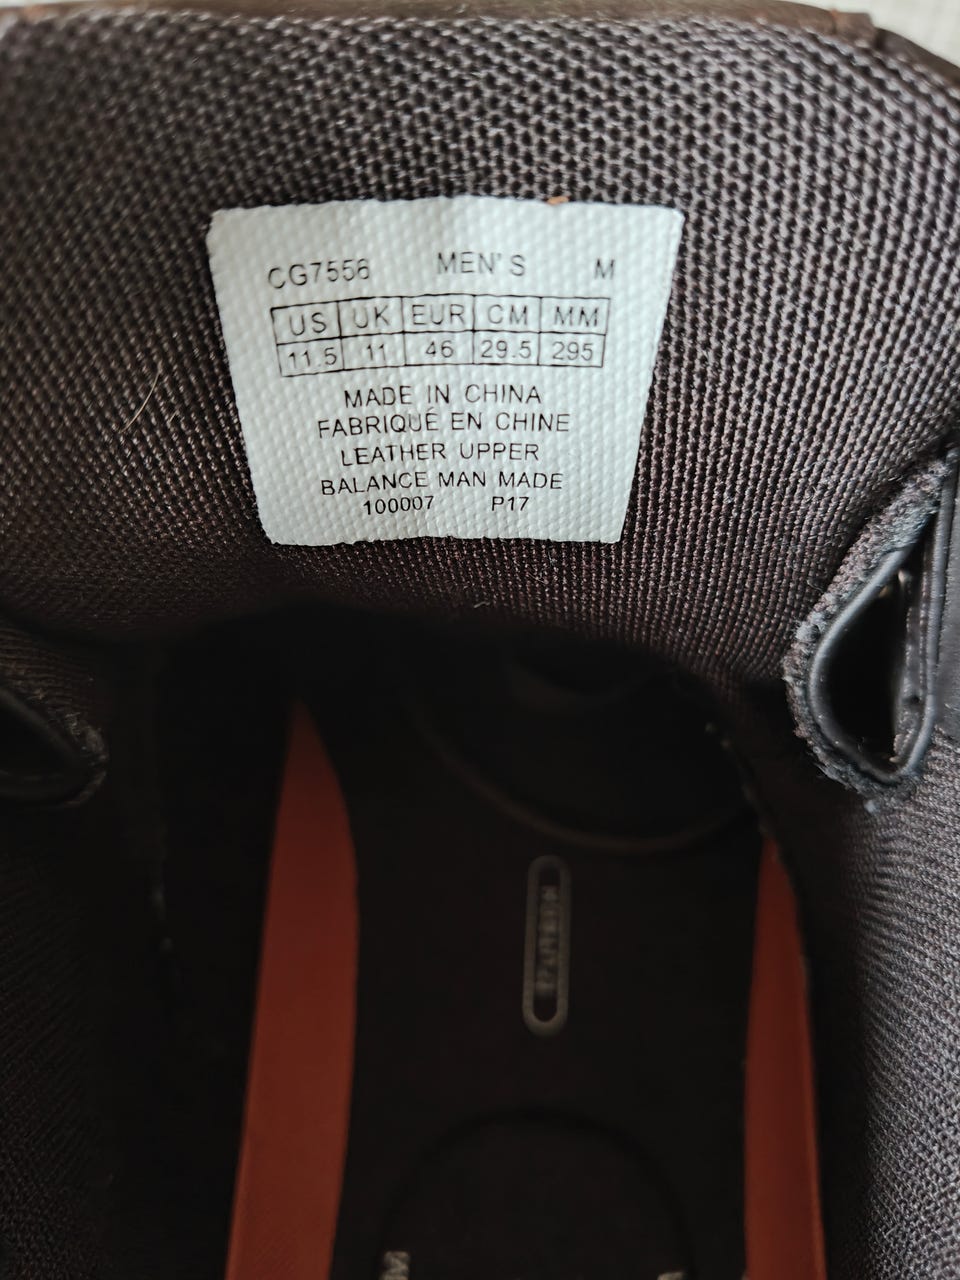 CG7556 MEN'S M
US UK EUR CM MM
11.5 11 46 29.5 295
MADE IN CHINA
FABRIQUÉ EN CHINE
LEATHER UPPER
BALANCE MAN MADE
100007 P17